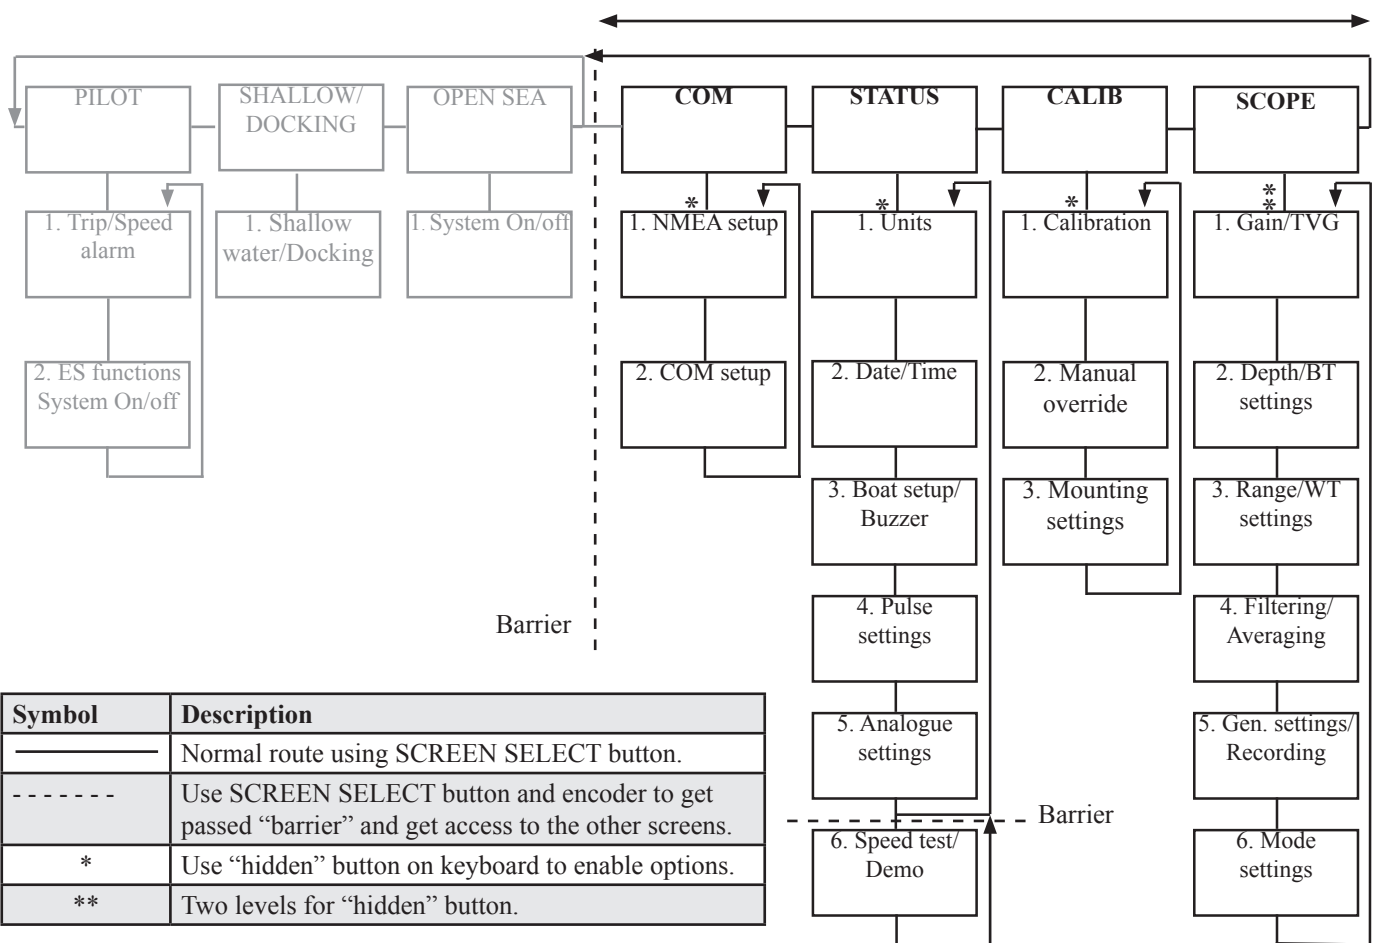 PILOT
SHALLOW/
DOCKING
OPEN SEA
COM
STATUS
CALIB
SCOPE
*
*
*
*
*
1. Trip/Speed
alarm
1. Shallow
water/Docking
1. System On/off
1. NMEA setup
1. Units
1. Calibration
1. Gain/TVG
2. ES functions
System On/off
2. COM setup
2. Date/Time
2. Manual
override
2. Depth/BT
settings
3. Boat setup/
Buzzer
3. Mounting
settings
3. Range/WT
settings
Barrier
4. Pulse
settings
4. Filtering/
Averaging
5. Analogue
settings
5. Gen. settings/
Recording
Barrier
6. Speed test/
Demo
6. Mode
settings
Symbol Description
Normal route using SCREEN SELECT button.
- - - - - - - Use SCREEN SELECT button and encoder to get
passed “barrier” and get access to the other screens.
* Use “hidden” button on keyboard to enable options.
** Two levels for “hidden” button.